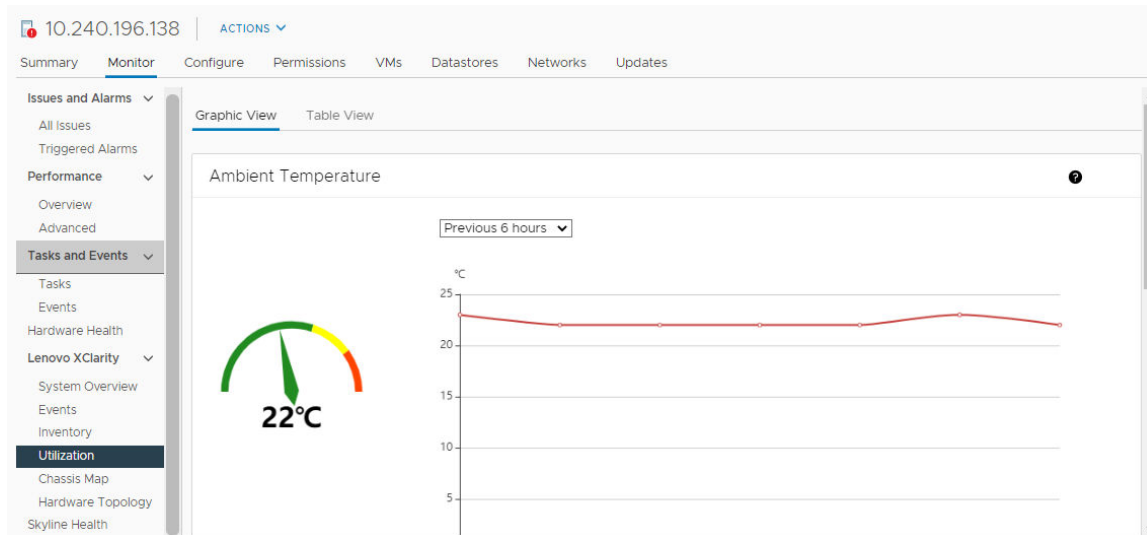 10.240.196.138 ACTIONS
Summary Monitor Configure Permissions VMs Datastores Networks Updates
Issues and Alarms
All Issues
Triggered Alarms
Performance
Overview
Advanced
Tasks and Events
Tasks
Events
Hardware Health
Lenovo XClarity
System Overview
Events
Inventory
Utilization
Chassis Map
Hardware Topology
Skyline Health
Graphic View Table View
Ambient Temperature ?
Previous 6 hours
22°C
°C
25
20
15
10
5